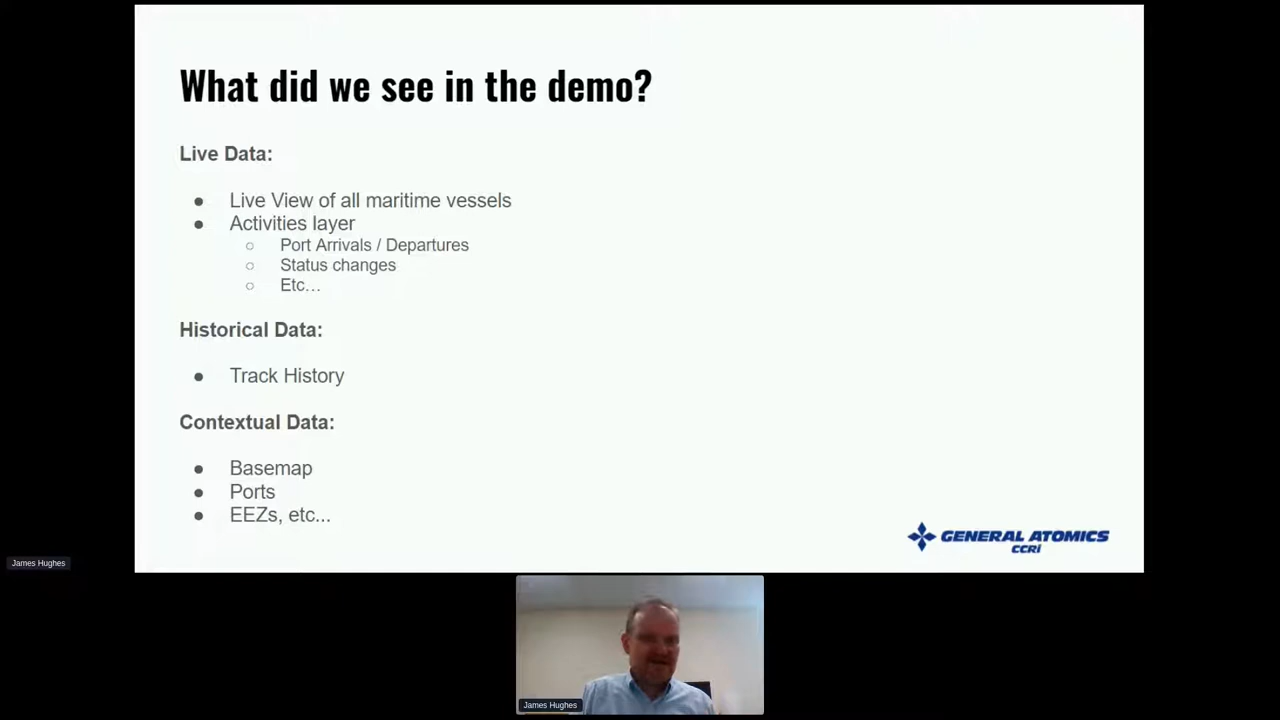 What did we see in the demo?
Live Data:
● Live View of all maritime vessels
● Activities layer
○ Port Arrivals / Departures
○ Status changes
○ Etc…
Historical Data:
● Track History
Contextual Data:
● Basemap
● Ports
● EEZs, etc...
GENERAL ATOMICS
CCRi
James Hughes
James Hughes